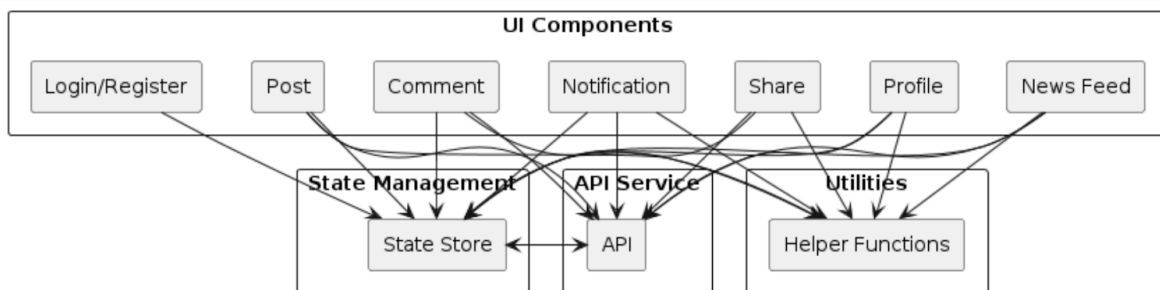 UI Components
Login/Register
Post
Comment
Notification
Share
Profile
News Feed
State Management
API Service
Utilities
State Store
API
Helper Functions